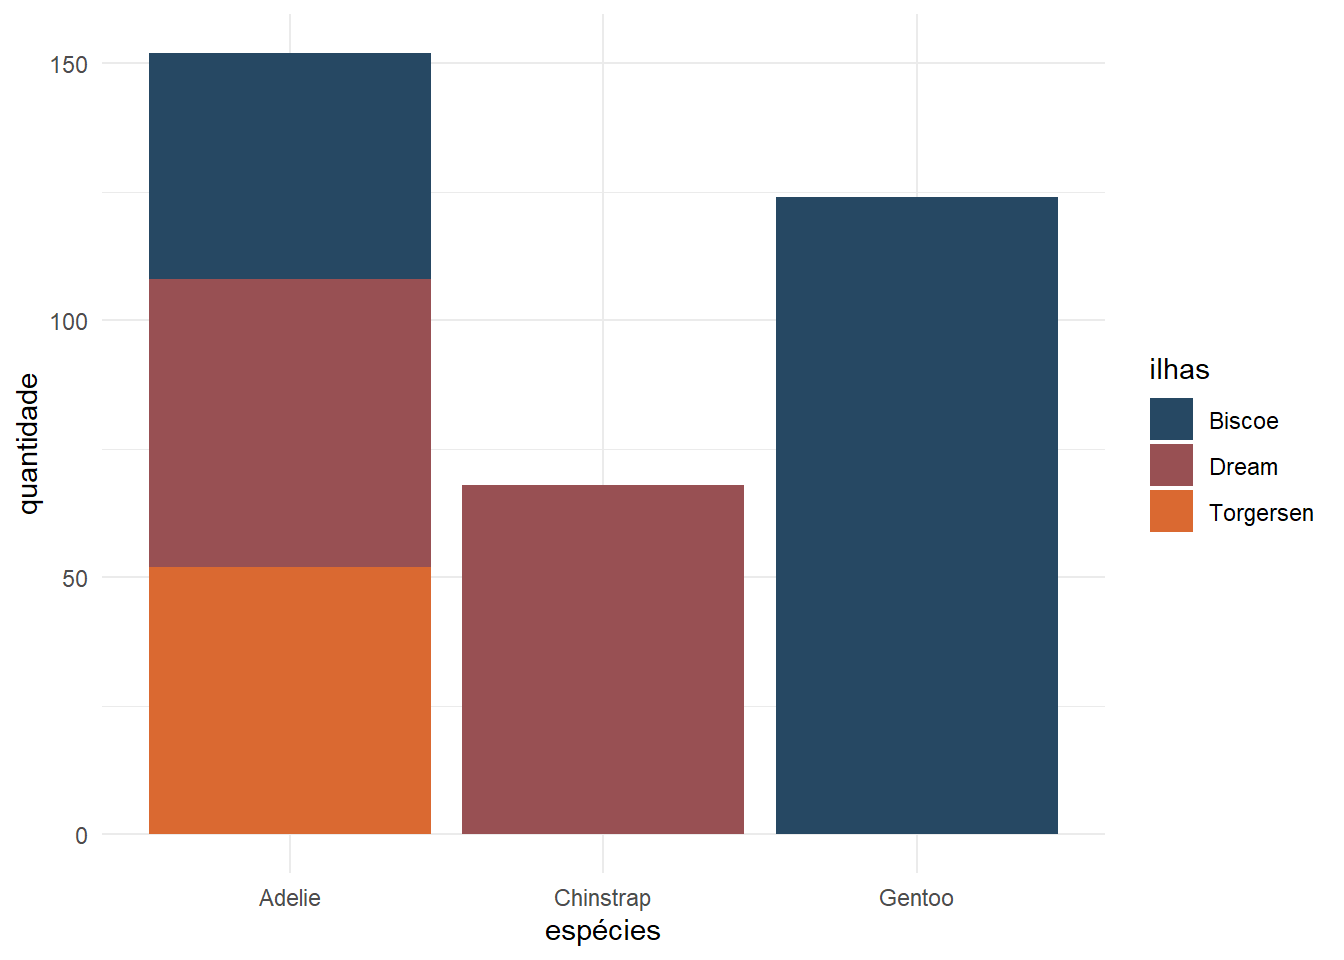 150
100
50
0
quantidade
Adelie
Chinstrap
Gentoo
espécies
ilhas
Biscoe
Dream
Torgersen